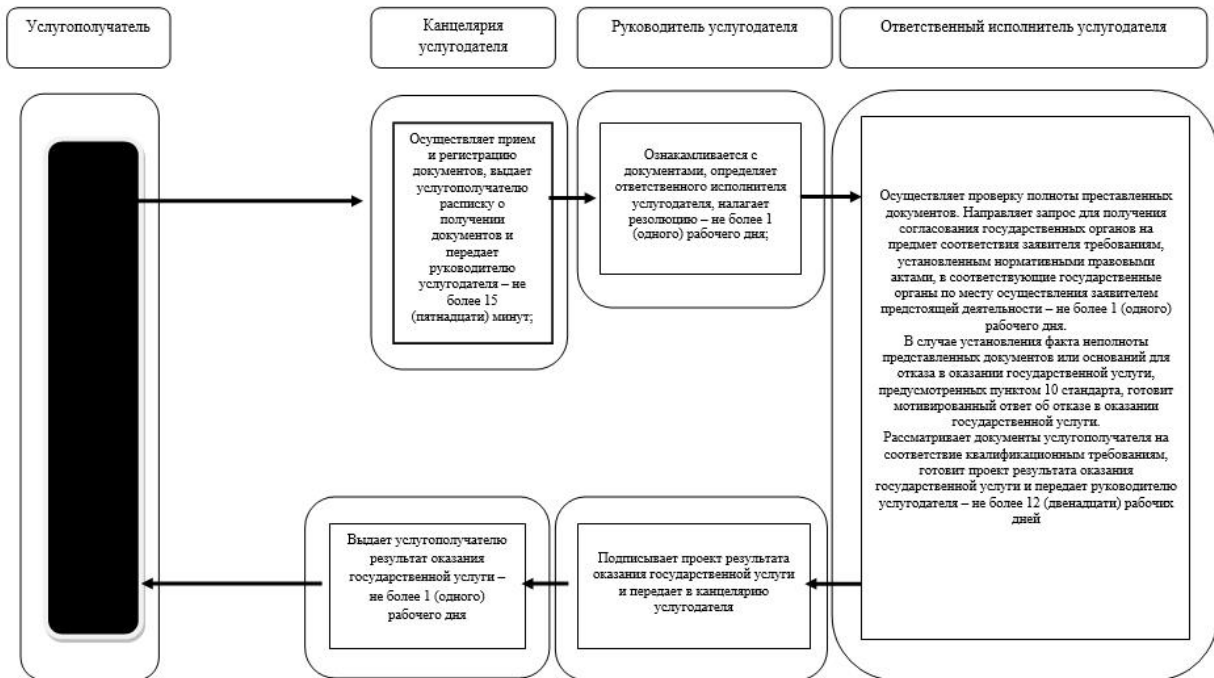 Услугополучатель
Канцелярия
услугодателя
Руководитель услугодателя
Ответственный исполнитель услугодателя
Осуществляет прием
и регистрацию
документов, выдает
услугополучателю
расписку о
получении
документов и
передает
руководителю
услугодателя – не
более 15
(пятнадцати) минут;
Ознакамливается с
документами, определяет
ответственного исполнителя
услугодателя, налагает
резолюцию – не более 1
(одного) рабочего дня;
Осуществляет проверку полноты преставленных
документов. Направляет запрос для получения
согласования государственных органов на
предмет соответствия заявителя требованиям,
установленным нормативными правовыми
актами, в соответствующие государственные
органы по месту осуществления заявителем
предстоящей деятельности – не более 1 (одного)
рабочего дня.
В случае установления факта неполноты
представленных документов или оснований для
отказа в оказании государственной услуги,
предусмотренных пунктом 10 стандарта, готовит
мотивированный ответ об отказе в оказании
государственной услуги.
Рассматривает документы услугополучателя на
соответствие квалификационным требованиям,
готовит проект результата оказания
государственной услуги и передает руководителю
услугодателя – не более 12 (двенадцати) рабочих
дней
Подписывает проект результата
оказания государственной услуги
и передает в канцелярию
услугодателя
Выдает услугополучателю
результат оказания
государственной услуги –
не более 1 (одного)
рабочего дня